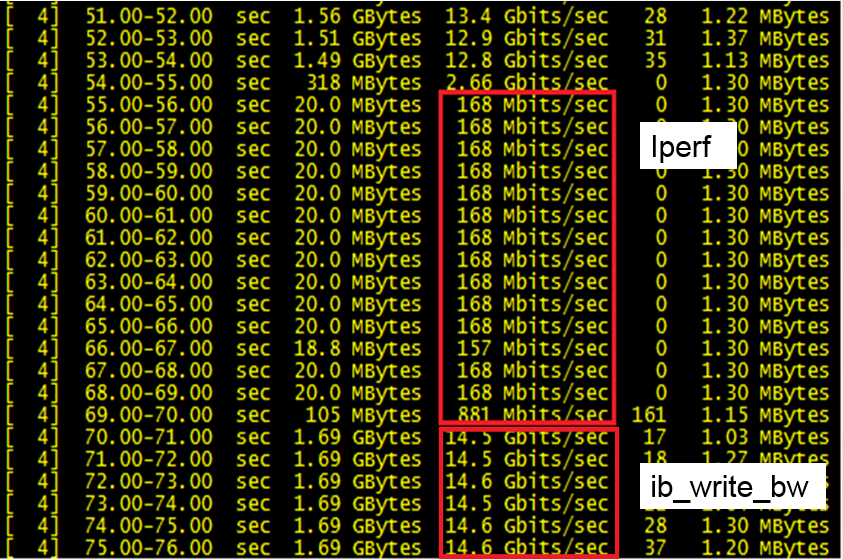 [ 4] 51.00-52.00 sec 1.56 GBytes 13.4 Gbits/sec 28 1.22 MBytes
[ 4] 52.00-53.00 sec 1.51 GBytes 12.9 Gbits/sec 31 1.37 MBytes
[ 4] 53.00-54.00 sec 1.49 GBytes 12.8 Gbits/sec 35 1.13 MBytes
[ 4] 54.00-55.00 sec 318 MBytes 2.66 Gbits/sec 0 1.30 MBytes
[ 4] 55.00-56.00 sec 20.0 MBytes 168 Mbits/sec 0 1.30 MBytes
[ 4] 56.00-57.00 sec 20.0 MBytes 168 Mbits/sec MBytes
Iperf
[ 4] 57.00-58.00 sec 20.0 MBytes 168 Mbits/sec MBytes
[ 4] 58.00-59.00 sec 20.0 MBytes 168 Mbits/sec 0 1.30 MBytes
[ 4] 59.00-60.00 sec 20.0 MBytes 168 Mbits/sec 0 1.30 MBytes
[ 4] 60.00-61.00 sec 20.0 MBytes 168 Mbits/sec 0 1.30 MBytes
[ 4] 61.00-62.00 sec 20.0 MBytes 168 Mbits/sec 0 1.30 MBytes
[ 4] 62.00-63.00 sec 20.0 MBytes 168 Mbits/sec 0 1.30 MBytes
[ 4] 63.00-64.00 sec 20.0 MBytes 168 Mbits/sec 0 1.30 MBytes
[ 4] 64.00-65.00 sec 20.0 MBytes 168 Mbits/sec 0 1.30 MBytes
[ 4] 65.00-66.00 sec 20.0 MBytes 168 Mbits/sec 0 1.30 MBytes
[ 4] 66.00-67.00 sec 18.8 MBytes 157 Mbits/sec 0 1.30 MBytes
[ 4] 67.00-68.00 sec 20.0 MBytes 168 Mbits/sec 0 1.30 MBytes
[ 4] 68.00-69.00 sec 20.0 MBytes 168 Mbits/sec 0 1.30 MBytes
[ 4] 69.00-70.00 sec 105 MBytes 881 Mbits/sec 161 1.15 MBytes
[ 4] 70.00-71.00 sec 1.69 GBytes 14.5 Gbits/sec 17 1.03 MBytes
[ 4] 71.00-72.00 sec 1.69 GBytes 14.5 Gbits/sec 18 1.27 MBytes
[ 4] 72.00-73.00 sec 1.69 GBytes 14.6 Gbits/sec
ib_write_bw
[ 4] 73.00-74.00 sec 1.69 GBytes 14.5 Gbits/sec
[ 4] 74.00-75.00 sec 1.69 GBytes 14.6 Gbits/sec 28 1.30 MBytes
[ 4] 75.00-76.00 sec 1.69 GBytes 14.6 Gbits/sec 37 1.20 MBytes